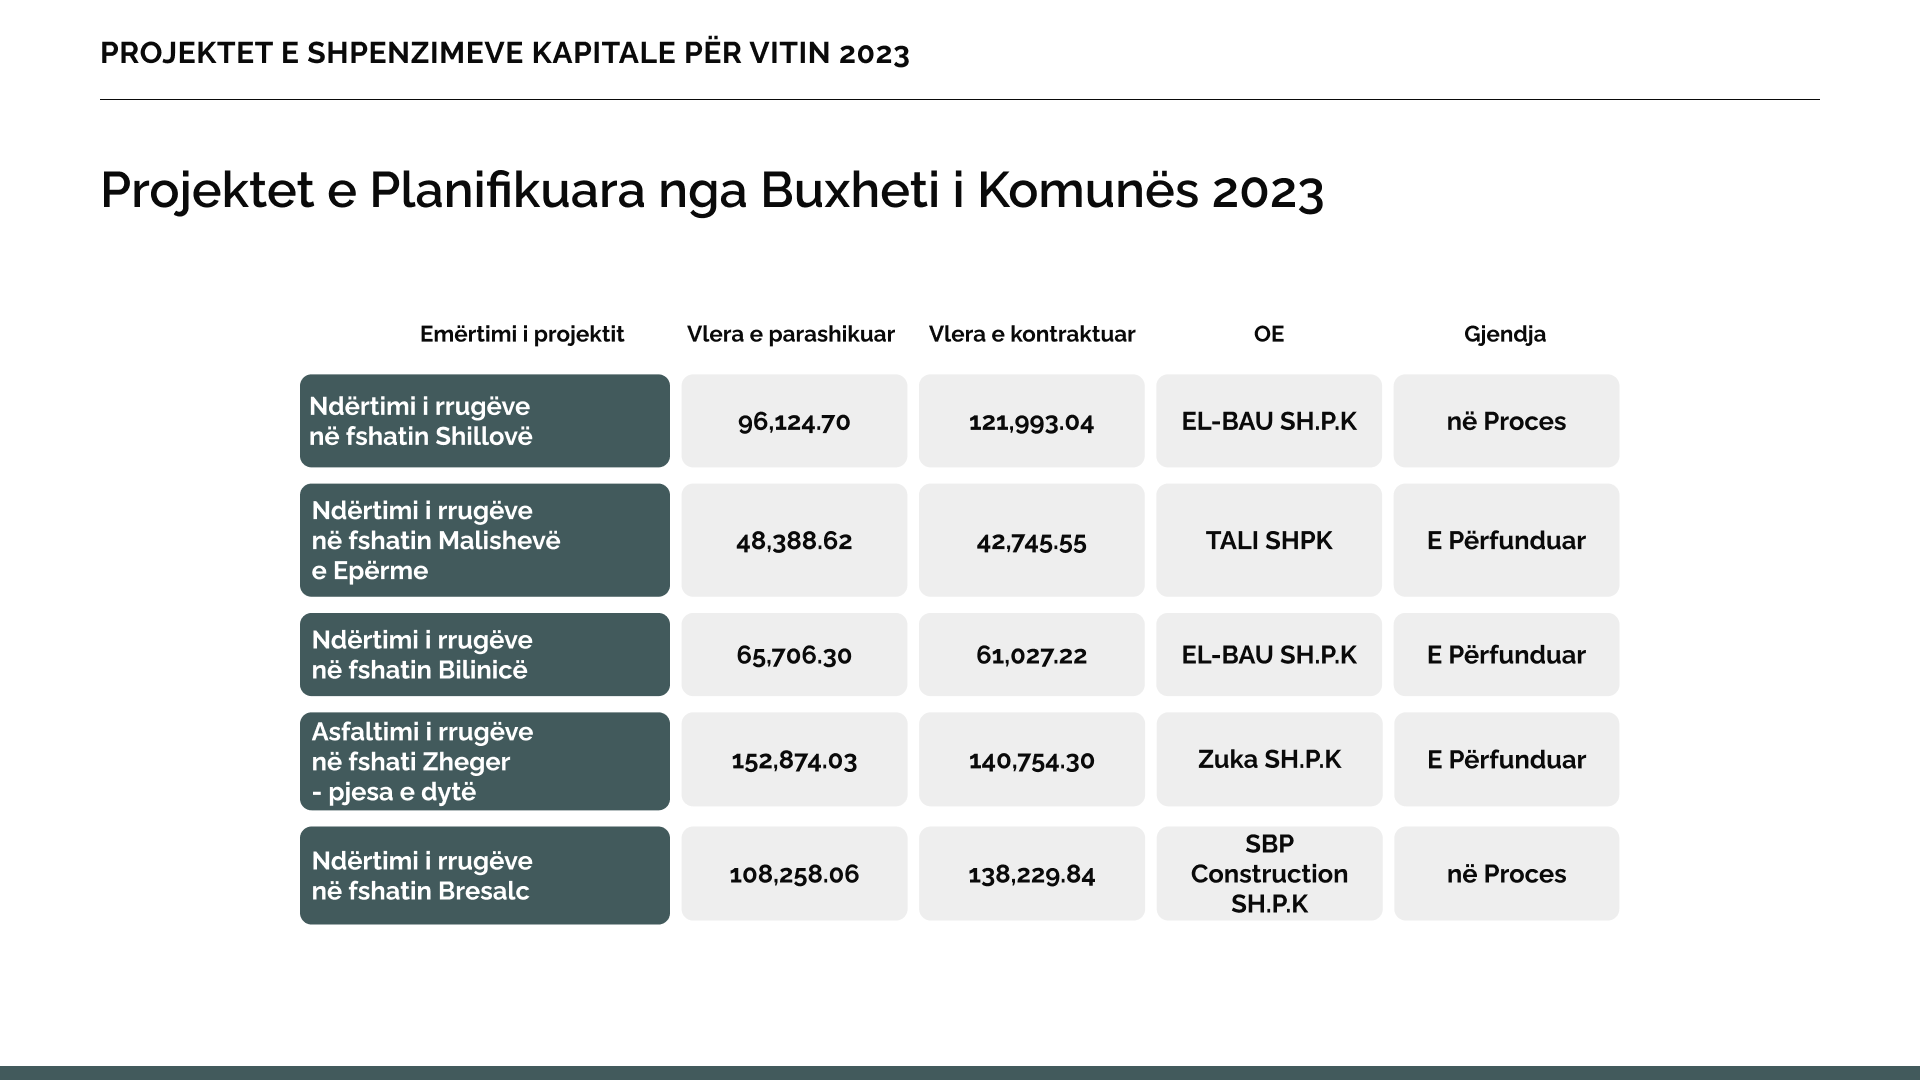 PROJEKTET E SHPENZIMEVE KAPITALE PËR VITIN 2023
Projektet e Planifikuara nga Buxheti i Komunës 2023
Emërtimi i projektit Vlera e parashikuar Vlera e kontraktuar OE Gjendja
Ndërtimi i rrugëve
në fshatin Shillovë
96,124.70 121,993.04 EL-BAU SH.P.K në Proces
Ndërtimi i rrugëve
në fshatin Malishevë
e Epërme
48,388.62 42,745.55 TALI SHPK E Përfunduar
Ndërtimi i rrugëve
në fshatin Bilinicë
65,706.30 61,027.22 EL-BAU SH.P.K E Përfunduar
Asfaltimi i rrugëve
në fshati Zheger
- pjesa e dytë
152,874.03 140,754.30 Zuka SH.P.K E Përfunduar
Ndërtimi i rrugëve
në fshatin Bresalc
108,258.06 138,229.84
SBP
Construction
SH.P.K
në Proces